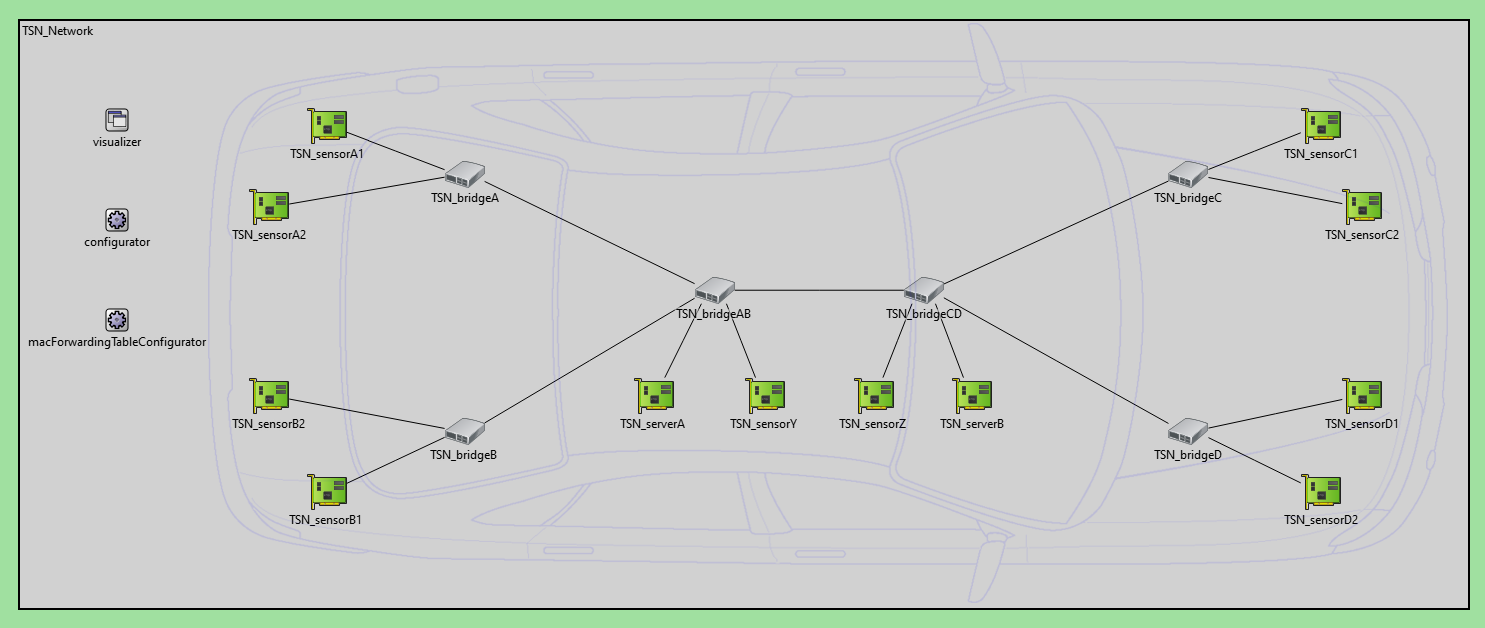 TSN_Network
visualizer
configurator
macForwardingTableConfigurator
TSN_sensorA1
TSN_sensorA2
TSN_bridgeA
TSN_sensorB2
TSN_bridgeB
TSN_sensorB1
TSN_bridgeAB
TSN_bridgeCD
TSN_serverA
TSN_sensorY
TSN_sensorZ
TSN_serverB
TSN_sensorC1
TSN_bridgeC
TSN_sensorC2
TSN_sensorD1
TSN_bridgeD
TSN_sensorD2